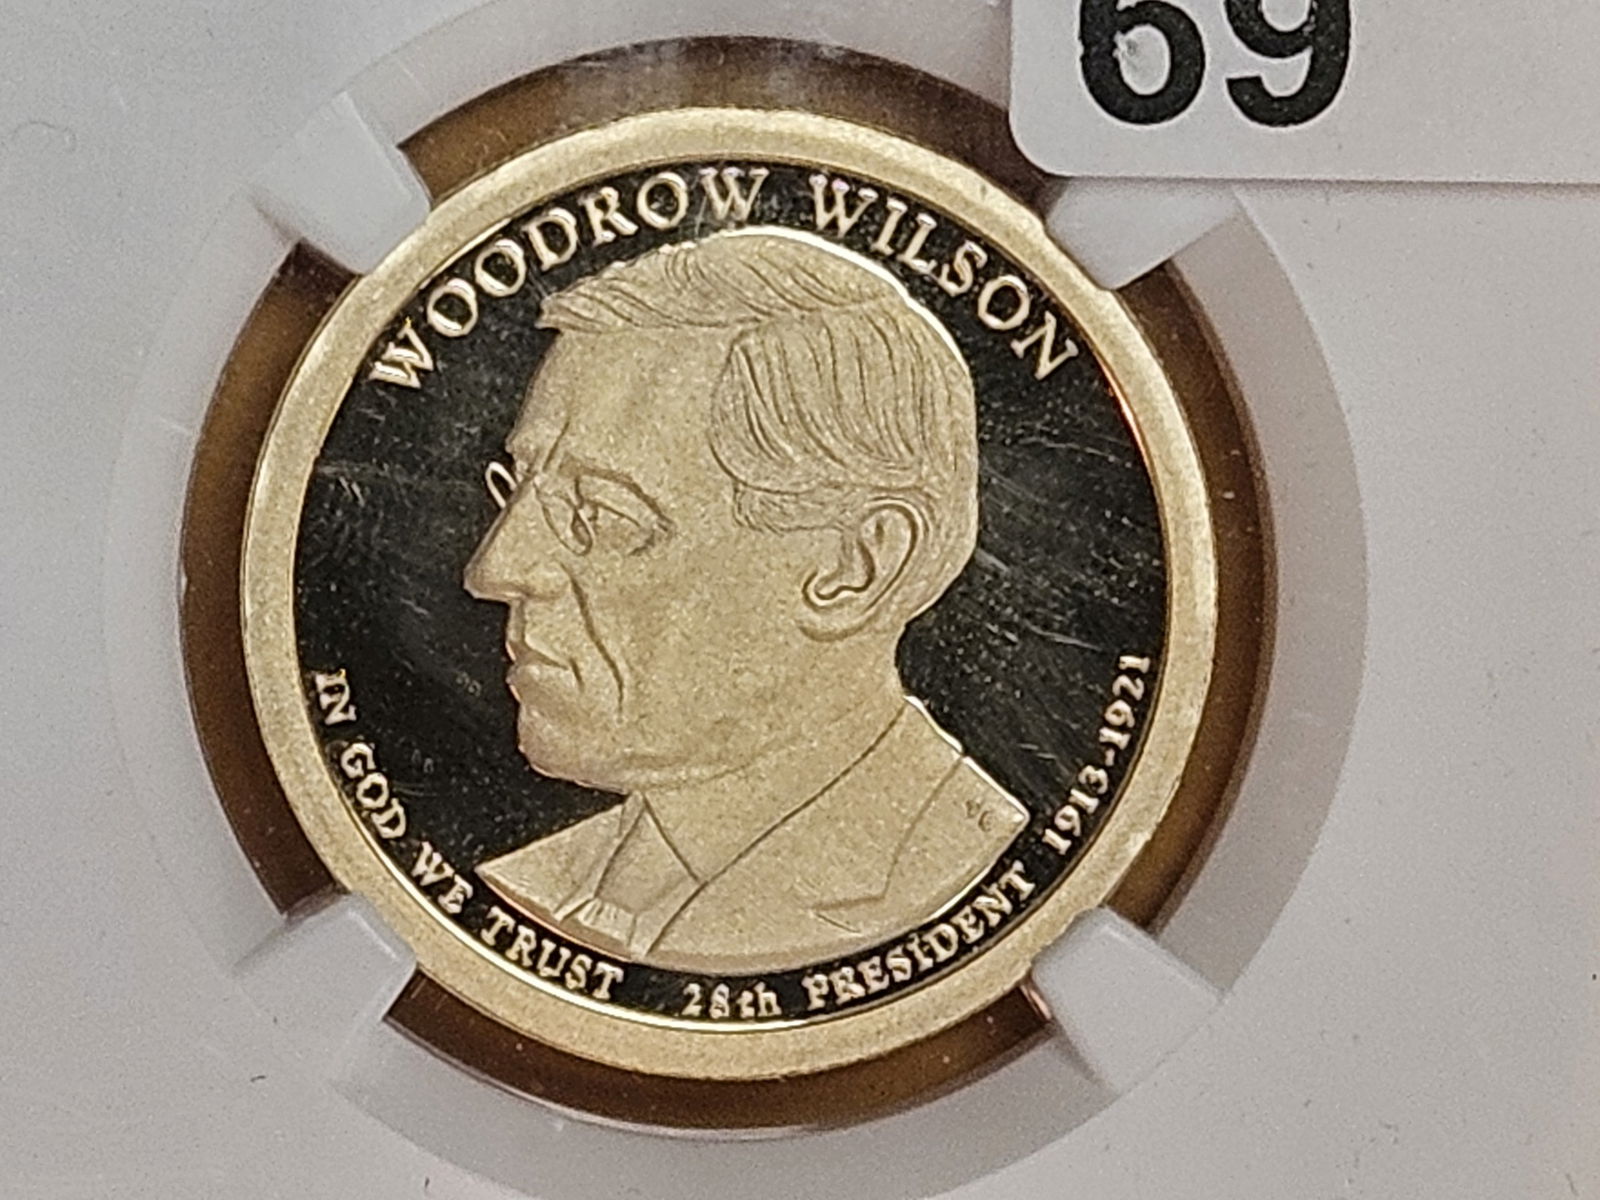 69
WOODROW WILSON
IN GOD WE TRUST
28th PRESIDENT 1913-1921